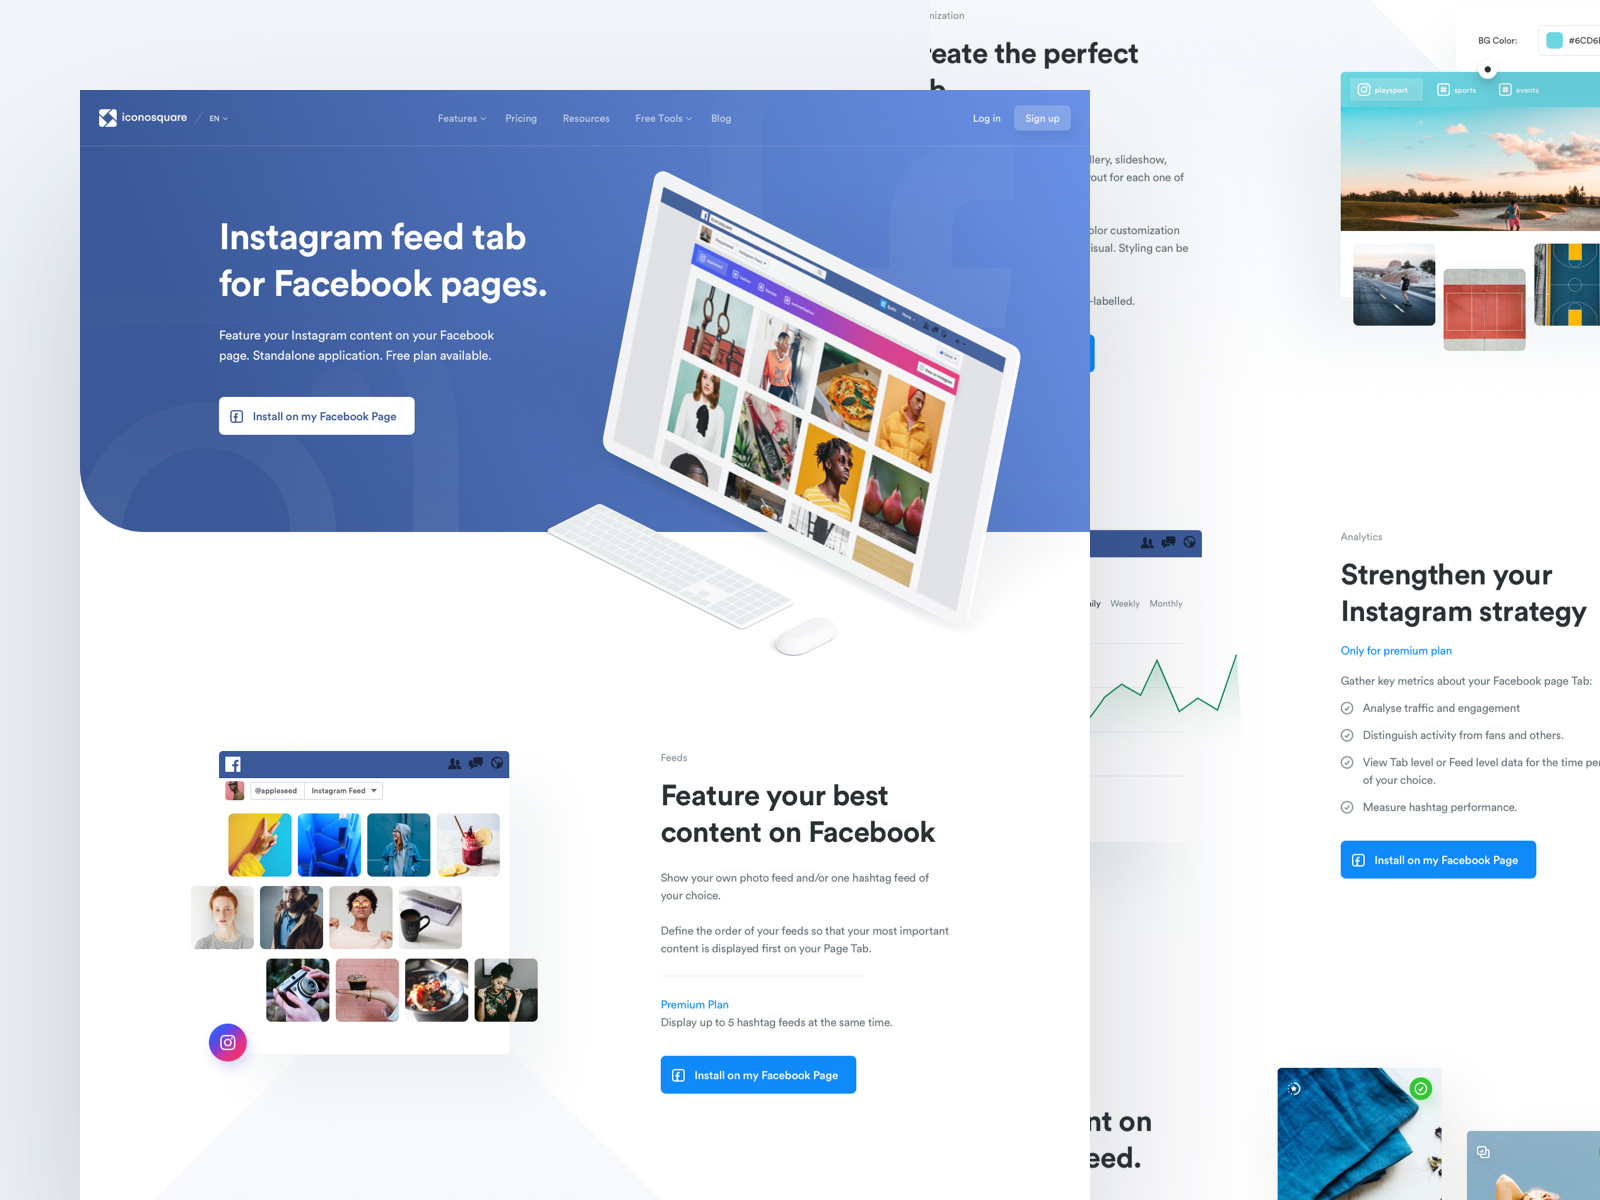 iconosquare
EN
Features
Pricing
Resources
Free Tools
Blog
Log in
Sign up
Instagram feed tab
for Facebook pages.
Feature your Instagram content on your Facebook
page. Standalone application. Free plan available.
Install on my Facebook Page
@appleseed
Instagram Feed
Feeds
Feature your best
content on Facebook
Show your own photo feed and/or one hashtag feed of
your choice.
Define the order of your feeds so that your most important
content is displayed first on your Page Tab.
Premium Plan
Display up to 5 hashtag feeds at the same time.
Install on my Facebook Page
mization
reate the perfect
b
llery, slideshow,
yout for each one of
olor customization
isual. Styling can be
-labelled.
BG Color:
#6CD6
playsport
sports
events
ily
Weekly
Monthly
Analytics
Strengthen your
Instagram strategy
Only for premium plan
Gather key metrics about your Facebook page Tab:
Analyse traffic and engagement
Distinguish activity from fans and others.
View Tab level or Feed level data for the time per
of your choice.
Measure hashtag performance.
Install on my Facebook Page
nt on
eed.